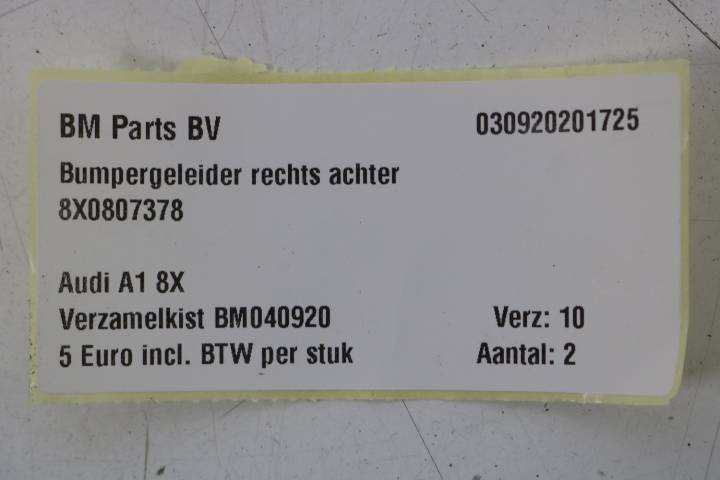 BM Parts BV 030920201725
Bumpergeleider rechts achter
8X0807378
Audi A1 8X
Verzamelkist BM040920 Verz: 10
5 Euro incl. BTW per stuk Aantal: 2